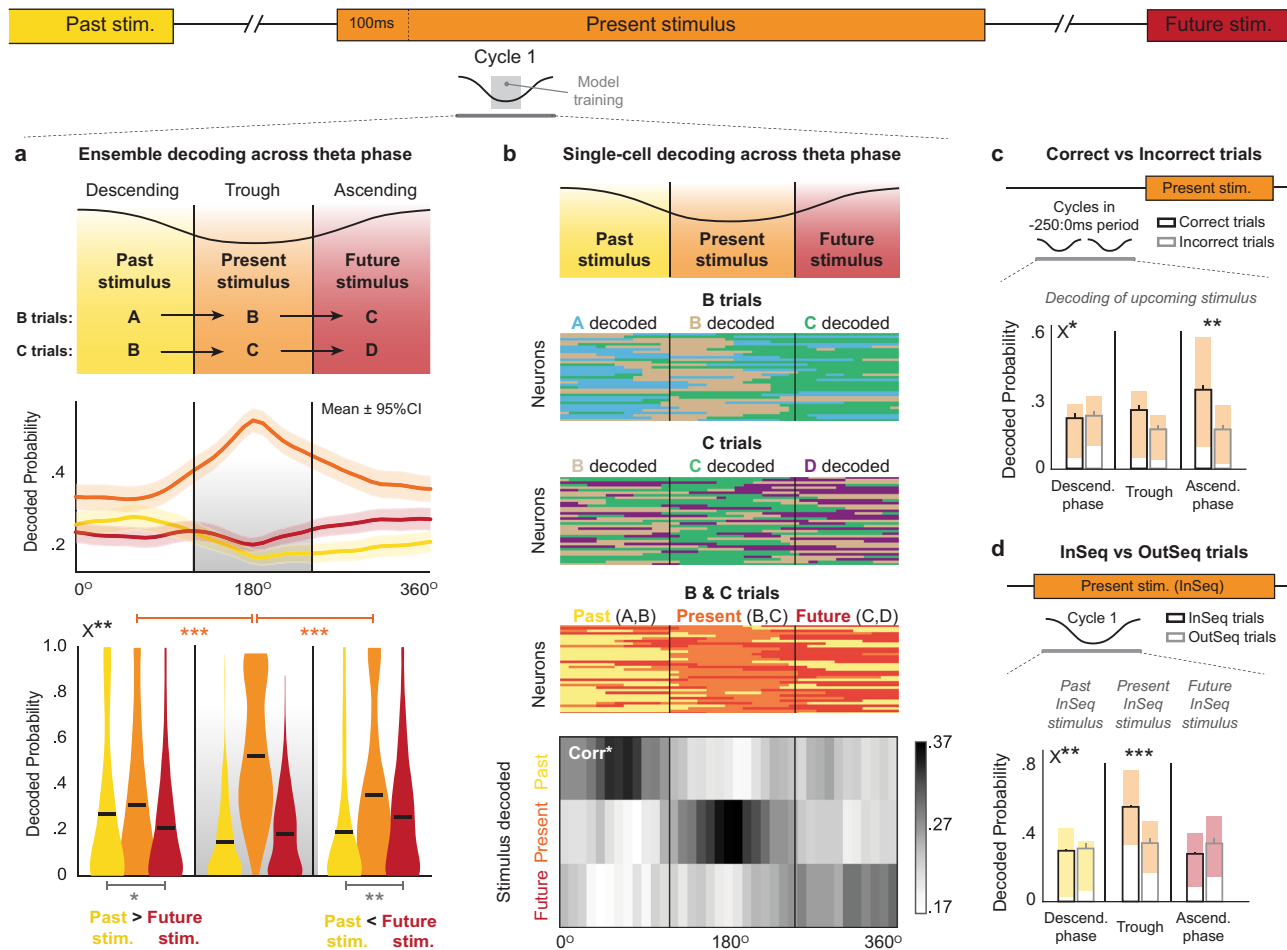 Past stim.
100ms
Present stimulus
Future stim.
Cycle 1
Model
training
a
Ensemble decoding across theta phase
Descending
Trough
Ascending
Past
stimulus
Present
stimulus
Future
stimulus
B trials:
A
B
C
C trials:
B
C
D
Mean ± 95%CI
Decoded Probability
.4
.2
0º
180º
360º
X**
***
***
Decoded Probability
1.0
.8
.6
.4
.2
0
*
**
Past > Future
stim. stim.
Past < Future
stim. stim.
b
Single-cell decoding across theta phase
Past
stimulus
Present
stimulus
Future
stimulus
B trials
A decoded
B decoded
C decoded
Neurons
C trials
B decoded
C decoded
D decoded
Neurons
B & C trials
Past (A,B)
Present (B,C)
Future (C,D)
Neurons
Corr*
Stimulus decoded
Past
Present
Future
.37
.27
.17
0º
180º
360º
c
Correct vs Incorrect trials
Present stim.
Cycles in
-250:0ms period
Correct trials
Incorrect trials
Decoding of upcoming stimulus
Decoded Probability
.6
.3
0
X*
**
Descend.
phase
Trough
Ascend.
phase
d
InSeq vs OutSeq trials
Present stim. (InSeq)
Cycle 1
InSeq trials
OutSeq trials
Past
InSeq
stimulus
Present
InSeq
stimulus
Future
InSeq
stimulus
Decoded Probability
.8
.4
0
X**
***
Descend.
phase
Trough
Ascend.
phase